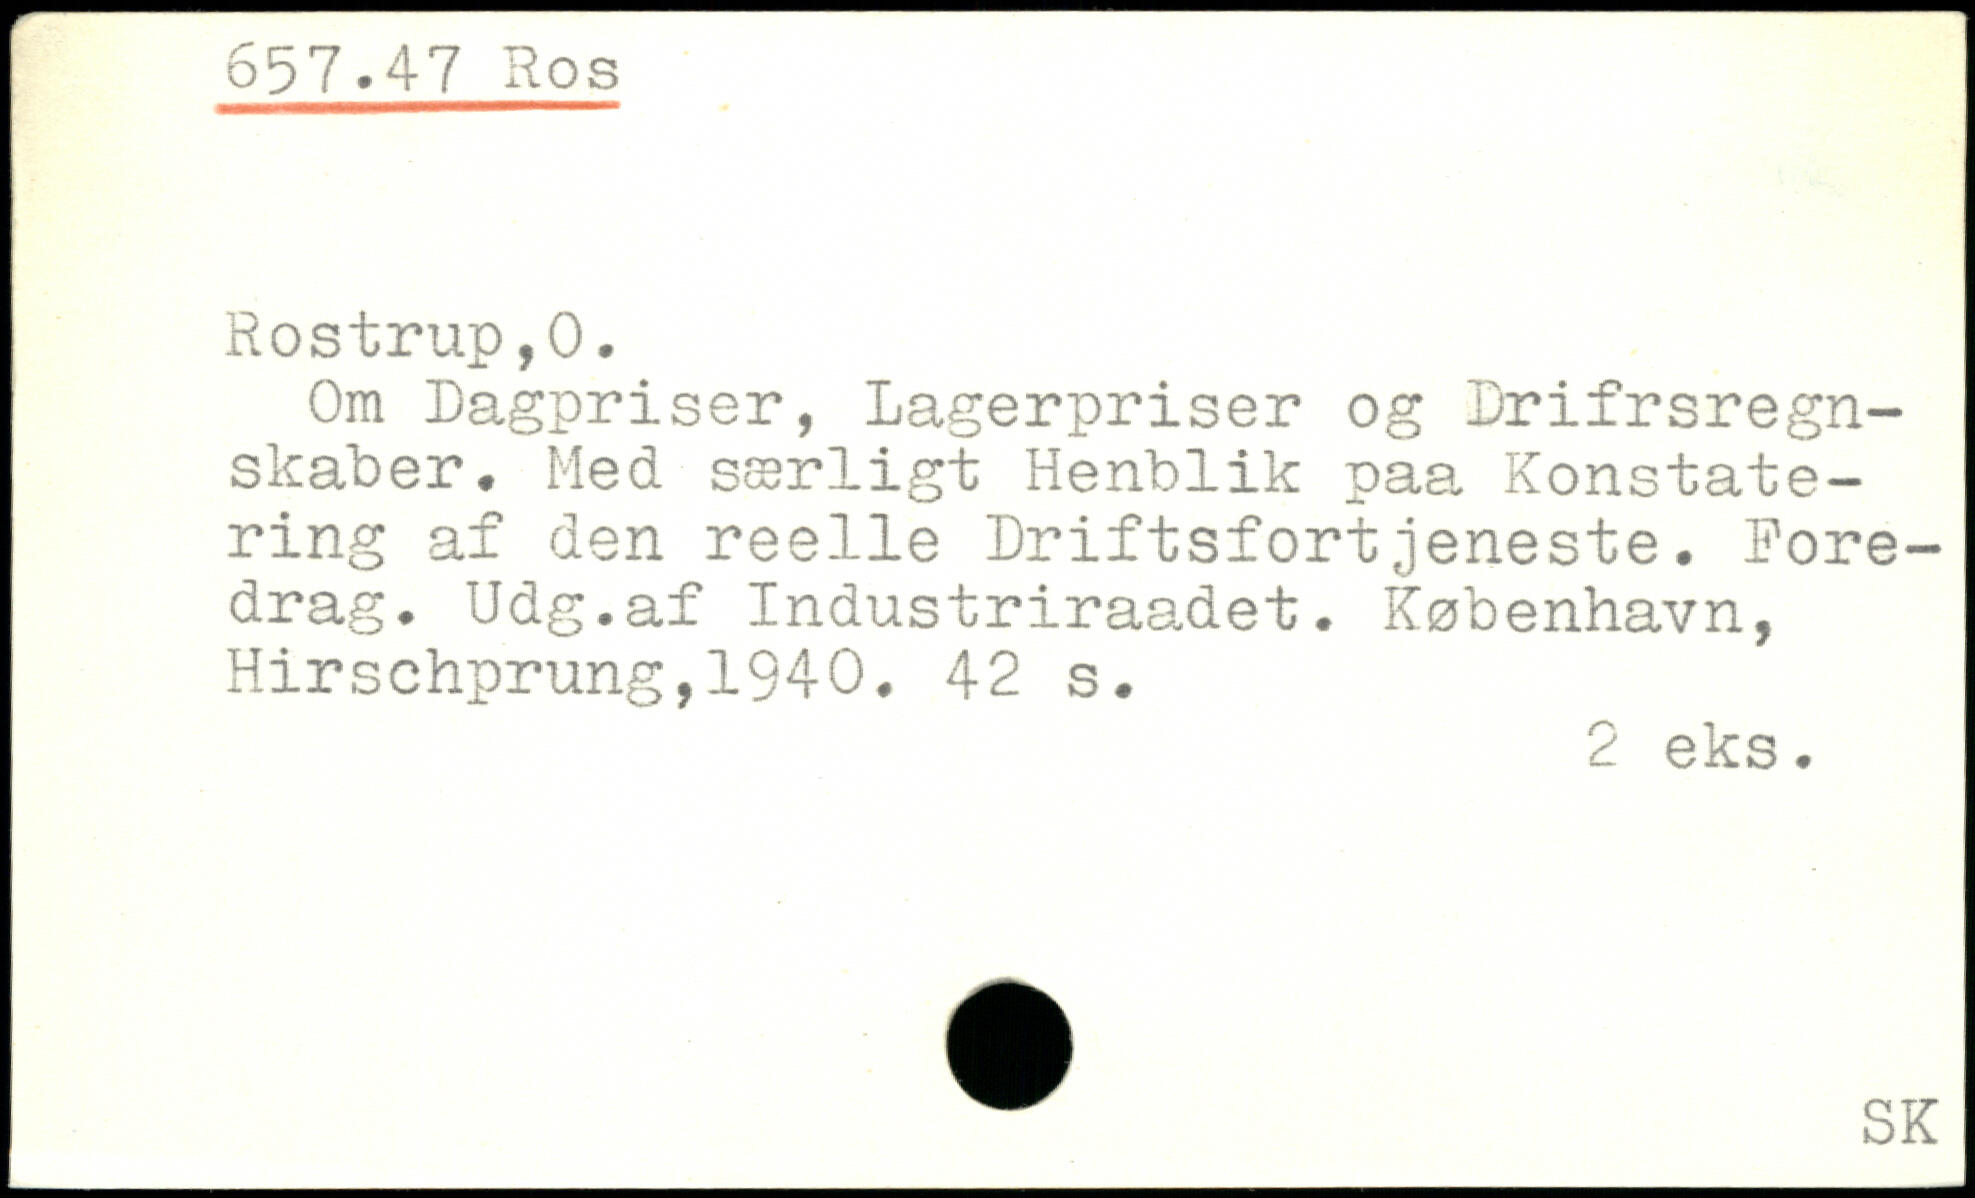 657.47 Ros
Rostrup,O.
Om Dagpriser, Lagerpriser og Drifrsregn-
skaber. Med særligt Henblik paa Konstate-
ring af den reelle Driftsfortjeneste. Fore-
drag. Udg.af Industriraadet. København,
Hirschprung,1940. 42 s.
2 eks.
SK